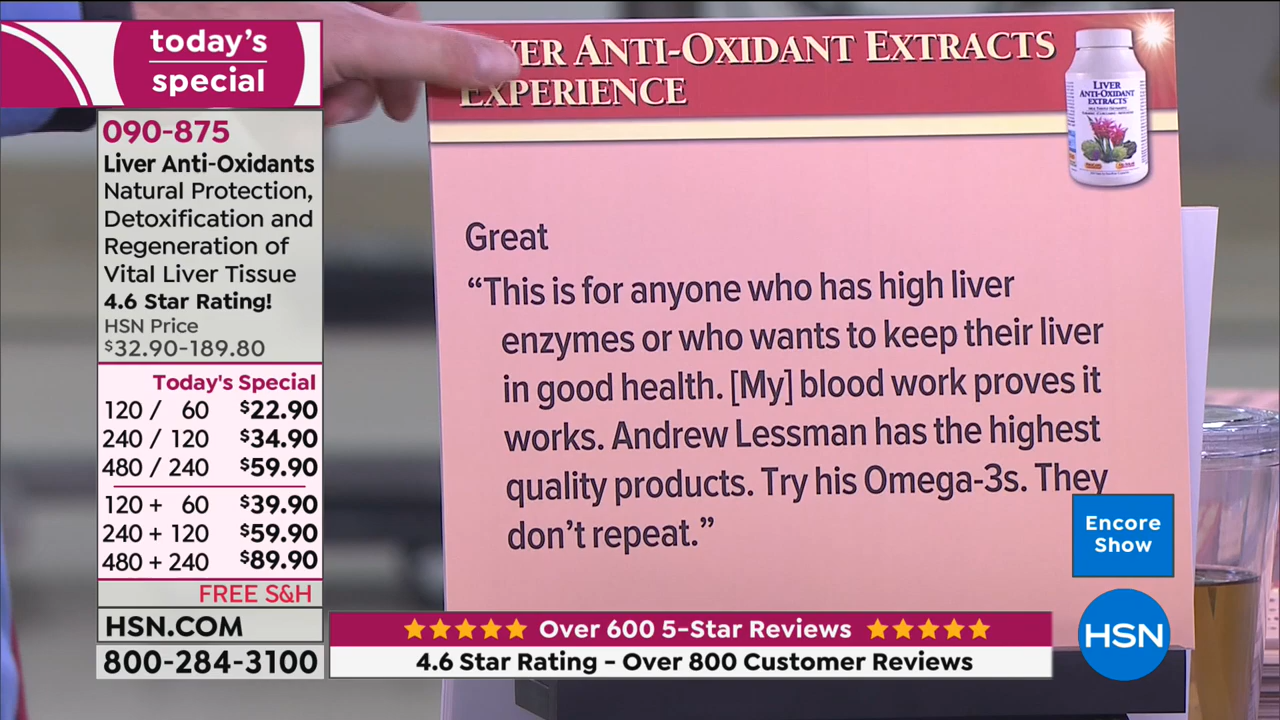 today's
special
090-875
Liver Anti-Oxidants
Natural Protection,
Detoxification and
Regeneration of
Vital Liver Tissue
4.6 Star Rating!
HSN Price
$32.90-189.80
Today's Special
120 / 60 $22.90
240 / 120 $34.90
480 / 240 $59.90
120 + 60 $39.90
240 + 120 $59.90
480 + 240 $89.90
FREE S&H
HSN.COM
800-284-3100
VER ANTI-OXIDANT EXTRACTS
EXPERIENCE
LIVER
ANTI-OXIDANT
EXTRACTS
Great
“This is for anyone who has high liver
enzymes or who wants to keep their liver
in good health. [My] blood work proves it
works. Andrew Lessman has the highest
quality products. Try his Omega-3s. They
don’t repeat.”
Encore
Show
HSN
Over 600 5-Star Reviews
4.6 Star Rating – Over 800 Customer Reviews